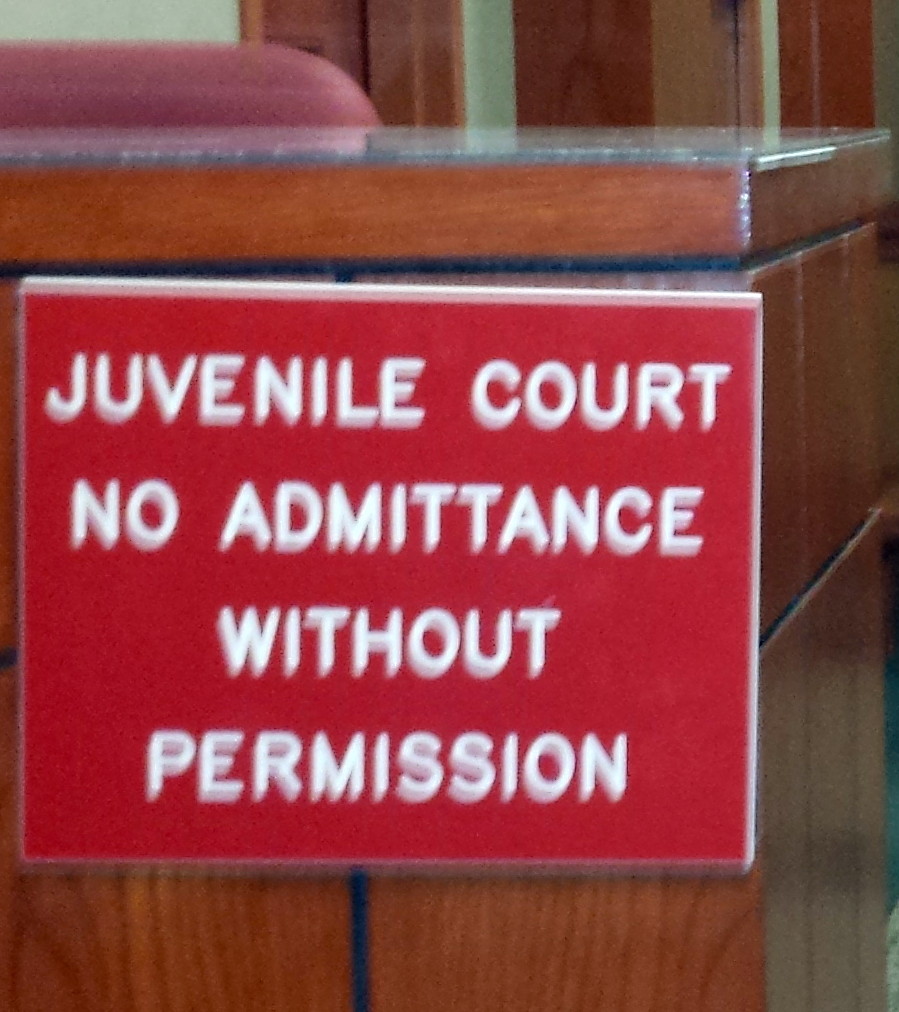 JUVENILE COURT
NO ADMITTANCE
WITHOUT
PERMISSION